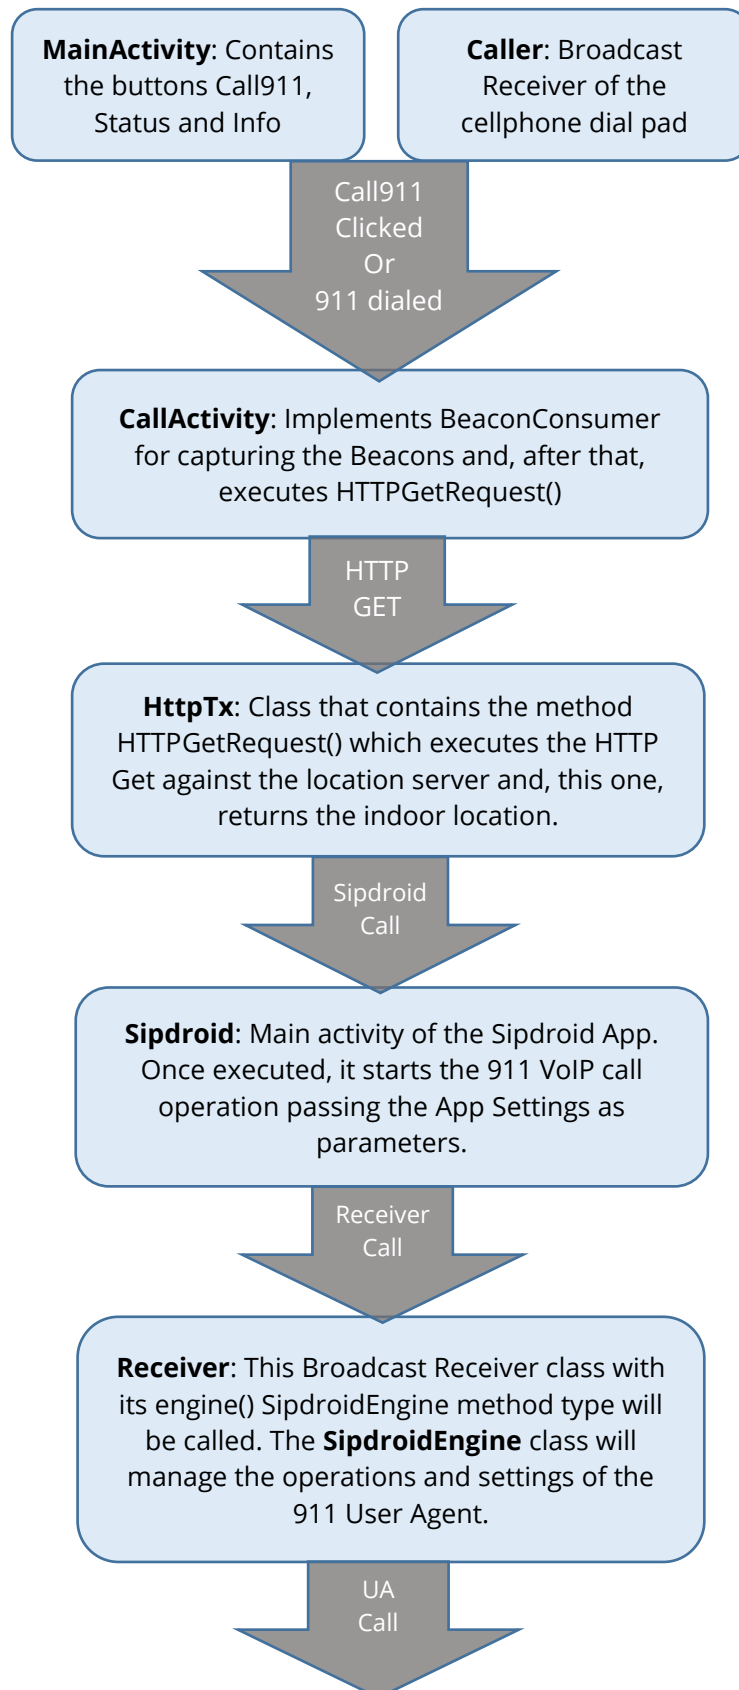 MainActivity: Contains
the buttons Call911,
Status and Info
Caller: Broadcast
Receiver of the
cellphone dial pad
Call911
Clicked
Or
911 dialed
CallActivity: Implements BeaconConsumer
for capturing the Beacons and, after that,
executes HTTPGetRequest()
HTTP
GET
HttpTx: Class that contains the method
HTTPGetRequest() which executes the HTTP
Get against the location server and, this one,
returns the indoor location.
Sipdroid
Call
Sipdroid: Main activity of the Sipdroid App.
Once executed, it starts the 911 VoIP call
operation passing the App Settings as
parameters.
Receiver
Call
Receiver: This Broadcast Receiver class with
its engine() SipdroidEngine method type will
be called. The SipdroidEngine class will
manage the operations and settings of the
911 User Agent.
UA
Call